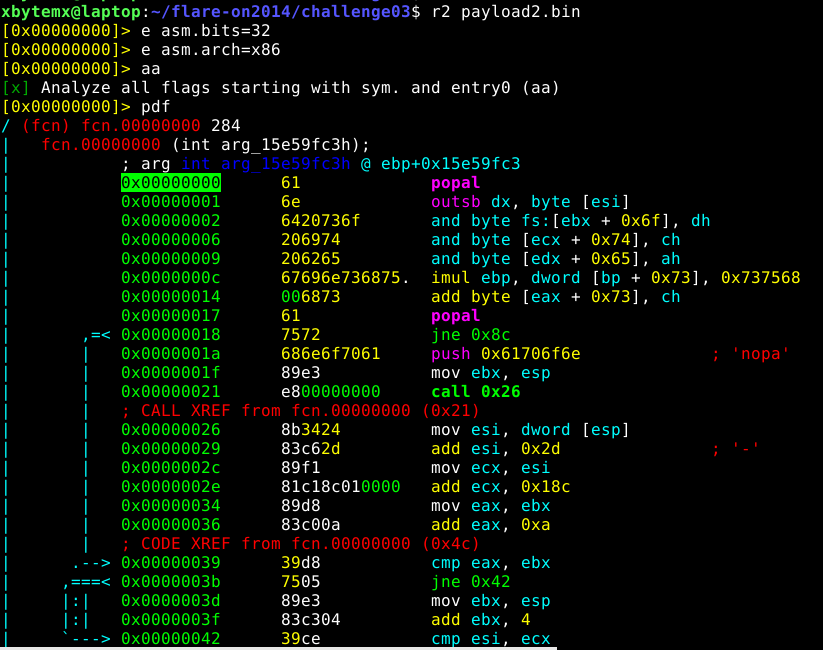 xbytemx@laptop:~/flare-on2014/challenge03$ r2 payload2.bin
[0x00000000]> e asm.bits=32
[0x00000000]> e asm.arch=x86
[0x00000000]> aa
[x] Analyze all flags starting with sym. and entry0 (aa)
[0x00000000]> pdf
/ (fcn) fcn.00000000 284
|   fcn.00000000 (int arg_15e59fc3h);
|           ; arg int arg_15e59fc3h @ ebp+0x15e59fc3
|           0x00000000      61             popal
|           0x00000001      6e             outsb dx, byte [esi]
|           0x00000002      6420736f       and byte fs:[ebx + 0x6f], dh
|           0x00000006      206974         and byte [ecx + 0x74], ch
|           0x00000009      206265         and byte [edx + 0x65], ah
|           0x0000000c      67696e736875.  imul ebp, dword [bp + 0x73], 0x737568
|           0x00000014      006873         add byte [eax + 0x73], ch
|           0x00000017      61             popal
|       ,=< 0x00000018      7572           jne 0x8c
|       |   0x0000001a      686e6f7061     push 0x61706f6e             ; 'nopa'
|       |   0x0000001f      89e3           mov ebx, esp
|       |   0x00000021      e800000000     call 0x26
|       |   ; CALL XREF from fcn.00000000 (0x21)
|       |   0x00000026      8b3424         mov esi, dword [esp]
|       |   0x00000029      83c62d         add esi, 0x2d               ; '-'
|       |   0x0000002c      89f1           mov ecx, esi
|       |   0x0000002e      81c18c010000   add ecx, 0x18c
|       |   0x00000034      89d8           mov eax, ebx
|       |   0x00000036      83c00a         add eax, 0xa
|       |   ; CODE XREF from fcn.00000000 (0x4c)
|      .--> 0x00000039      39d8           cmp eax, ebx
|     ,===< 0x0000003b      7505           jne 0x42
|     |:|   0x0000003d      89e3           mov ebx, esp
|     |:|   0x0000003f      83c304         add ebx, 4
|     `---> 0x00000042      39ce           cmp esi, ecx